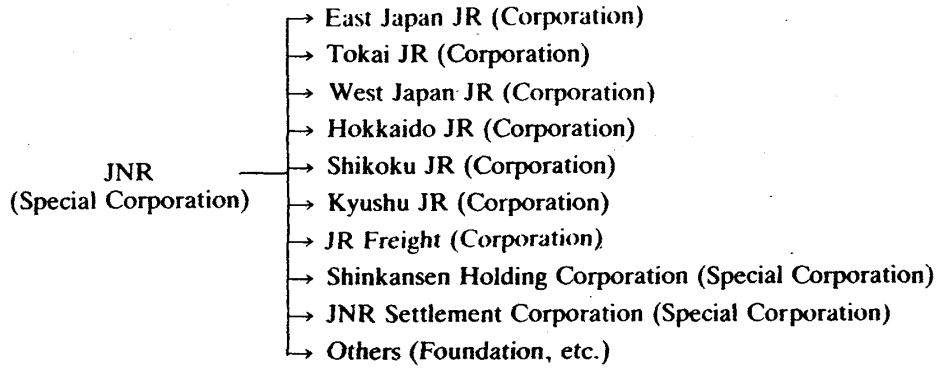 East Japan JR (Corporation)
Tokai JR (Corporation)
West Japan JR (Corporation)
Hokkaido JR (Corporation)
JNR
(Special Corporation)
Shikoku JR (Corporation)
Kyushu JR (Corporation)
JR Freight (Corporation)
Shinkansen Holding Corporation (Special Corporation)
JNR Settlement Corporation (Special Corporation)
Others (Foundation, etc.)